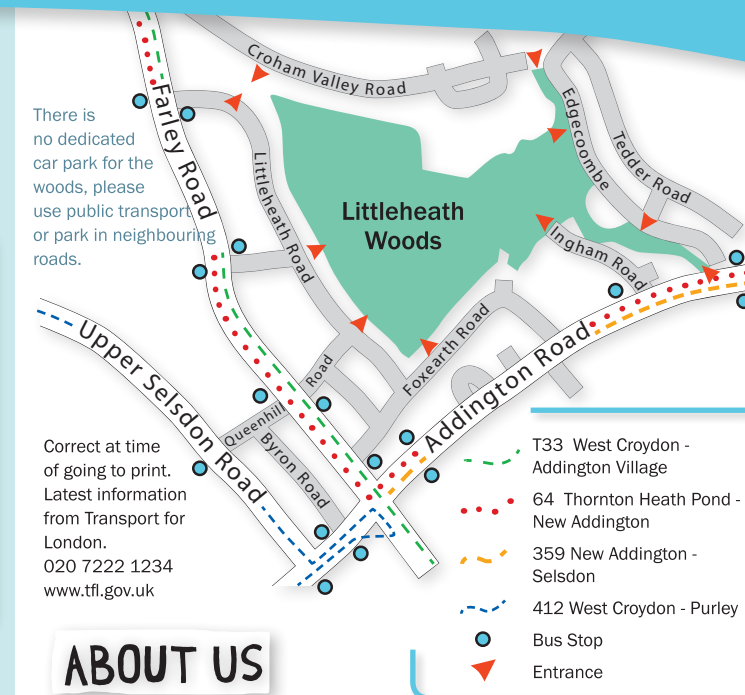 Croham Valley Road
There is
no dedicated
car park for the
woods, please
use public transport
or park in neighbouring
roads.
Farley Road
Edgecoombe
Tedder Road
Littleheath Road
Littleheath
Woods
Ingham Road
Foxearth Road
Addington Road
Upper Selsdon Road
Queenhill Road
Byron Road
Correct at time
of going to print.
Latest information
from Transport for
London.
020 7222 1234
www.tfl.gov.uk
T33 West Croydon -
Addington Village
64 Thornton Heath Pond -
New Addington
359 New Addington -
Selsdon
412 West Croydon - Purley
Bus Stop
Entrance
ABOUT US